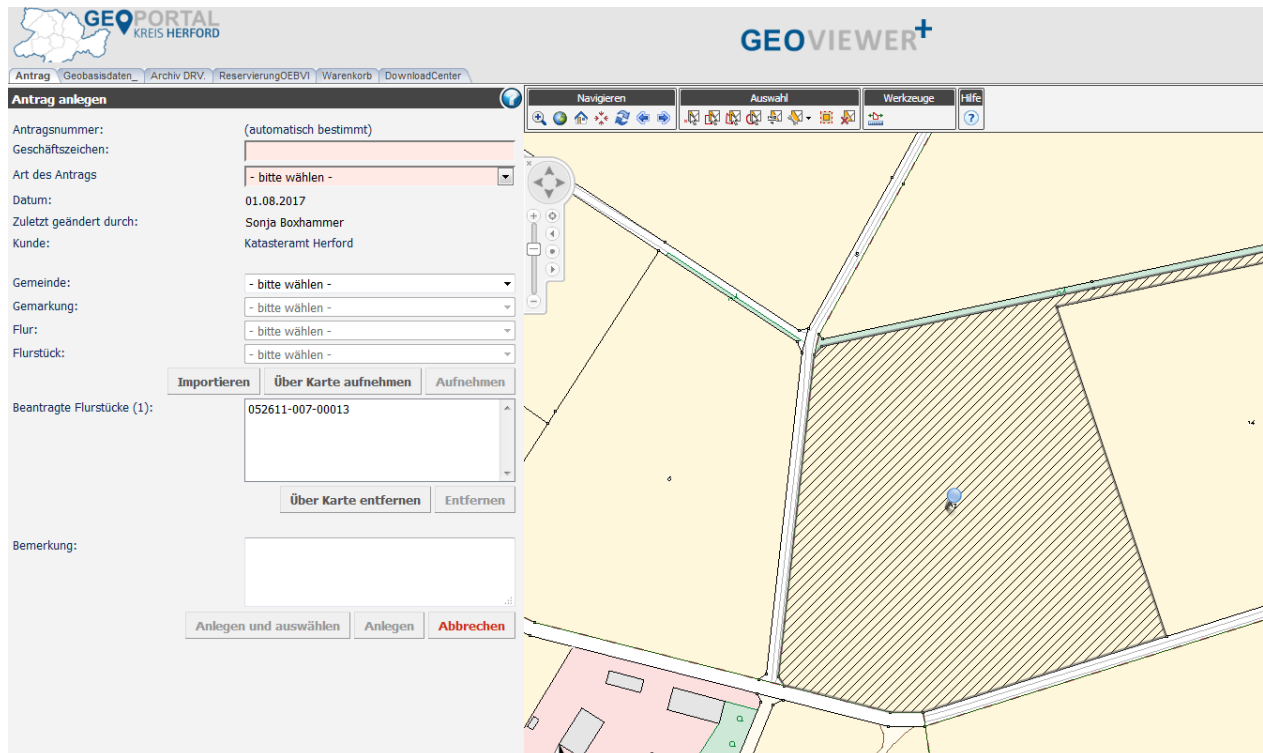 GEOPORTAL
KREIS HERFORD
GEOVIEWER+
Antrag Geobasisdaten_ Archiv DRV. ReservierungOEBVI Warenkorb DownloadCenter
Antrag anlegen
Navigieren Auswahl Werkzeuge Hilfe
Antragsnummer: (automatisch bestimmt)
Geschäftszeichen:
Art des Antrags - bitte wählen -
Datum: 01.08.2017
Zuletzt geändert durch: Sonja Boxhammer
Kunde: Katasteramt Herford
Gemeinde: - bitte wählen -
Gemarkung: - bitte wählen -
Flur: - bitte wählen -
Flurstück: - bitte wählen -
Importieren Über Karte aufnehmen Aufnehmen
Beantragte Flurstücke (1): 052611-007-00013
Über Karte entfernen Entfernen
Bemerkung:
Anlegen und auswählen Anlegen Abbrechen
14
6